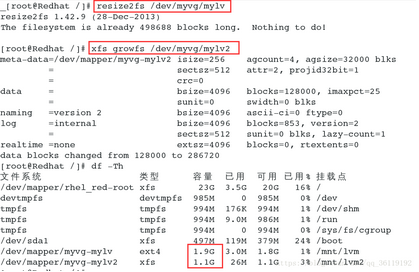 _[root@Redhat /]# resize2fs /dev/myvg/mylv
resize2fs 1.42.9 (28-Dec-2013)
The filesystem is already 498688 blocks long.  Nothing to do!
[root@Redhat /]# xfs_growfs /dev/myvg/mylv2
meta-data=/dev/mapper/myvg-mylv2 isize=256    agcount=4, agsize=32000 blks
         =                       sectsz=512   attr=2, projid32bit=1
         =                       crc=0
data     =                       bsize=4096   blocks=128000, imaxpct=25
         =                       sunit=0      swidth=0 blks
naming   =version 2              bsize=4096   ascii-ci=0 ftype=0
log      =internal               bsize=4096   blocks=853, version=2
         =                       sectsz=512   sunit=0 blks, lazy-count=1
realtime =none                   extsz=4096   blocks=0, rtextents=0
data blocks changed from 128000 to 286720
[root@Redhat /]# df -Th
文件系统 类型 容量 已用 可用 已用% 挂载点
/dev/mapper/rhel_red-root xfs 23G 3.5G 20G 16% /
devtmpfs devtmpfs 985M 0 985M 0% /dev
tmpfs tmpfs 994M 176K 994M 1% /dev/shm
tmpfs tmpfs 994M 9.0M 986M 1% /run
tmpfs tmpfs 994M 0 994M 0% /sys/fs/cgroup
/dev/sda1 xfs 497M 119M 379M 24% /boot
/dev/mapper/myvg-mylv ext4 1.9G 3.0M 1.8G 1% /mnt/lvm
/dev/mapper/myvg-mylv2 xfs 1.1G 26M 1.1G 3% /mnt/lvm2